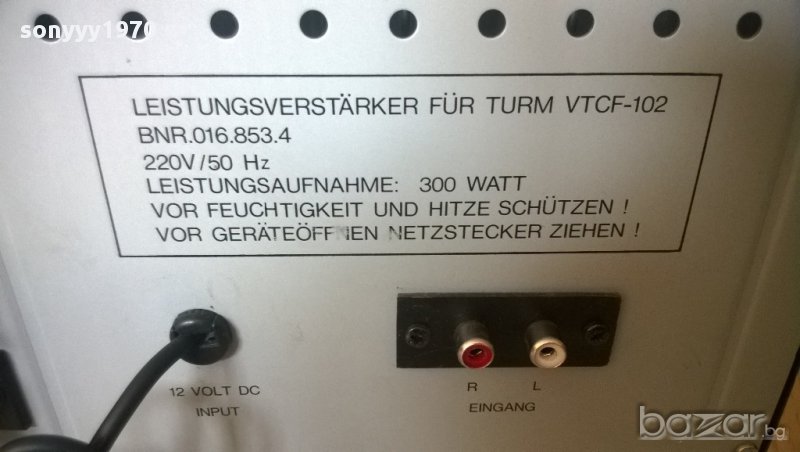 sonyyy1970
LEISTUNGSVERSTÄRKER FÜR TURM VTCF-102
BNR.016.853.4
220V/50 Hz
LEISTUNGSAUFNAHME: 300 WATT
VOR FEUCHTIGKEIT UND HITZE SCHÜTZEN !
VOR GERÄTEÖFFNEN NETZSTECKER ZIEHEN !
12 VOLT DC
INPUT
R L
EINGANG
bazar.bg